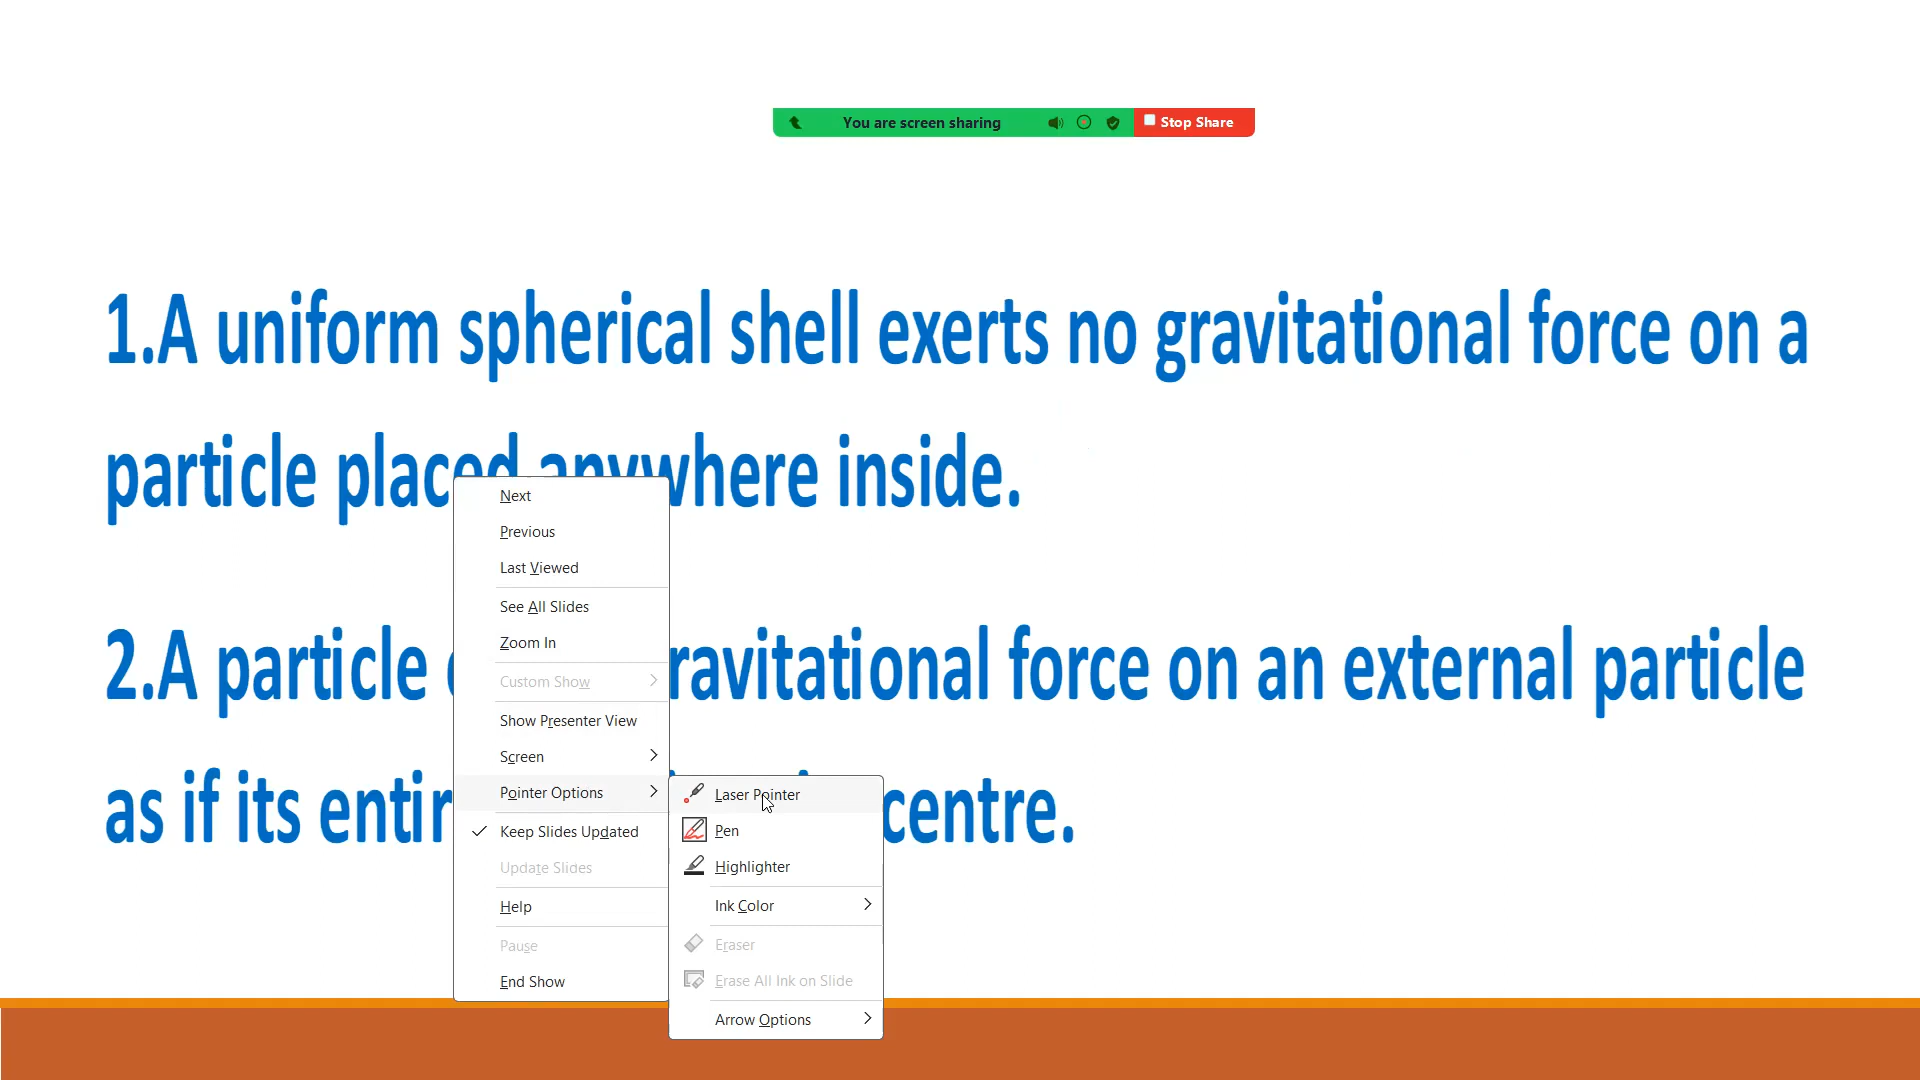 You are screen sharing
Stop Share
1.A uniform spherical shell exerts no gravitational force on a
particle placed anywhere inside.
2.A particle ravitational force on an external particle
as if its centre.
Next
Previous
Last Viewed
See All Slides
Zoom In
Custom Show
Show Presenter View
Screen
Pointer Options
Keep Slides Updated
Update Slides
Help
Pause
End Show
Laser Pointer
Pen
Highlighter
Ink Color
Eraser
Erase All Ink on Slide
Arrow Options